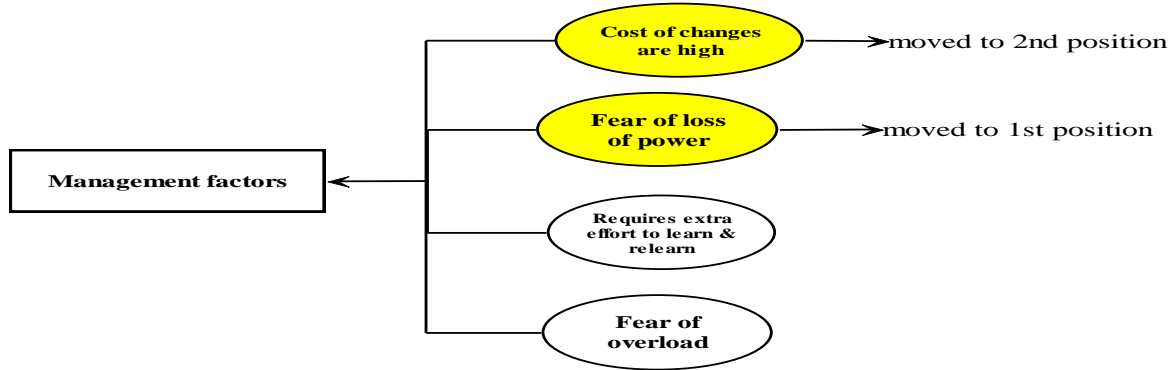 Cost of changes
are high
moved to 2nd position
Fear of loss
of power
moved to 1st position
Management factors
Requires extra
effort to learn &
relearn
Fear of
overload